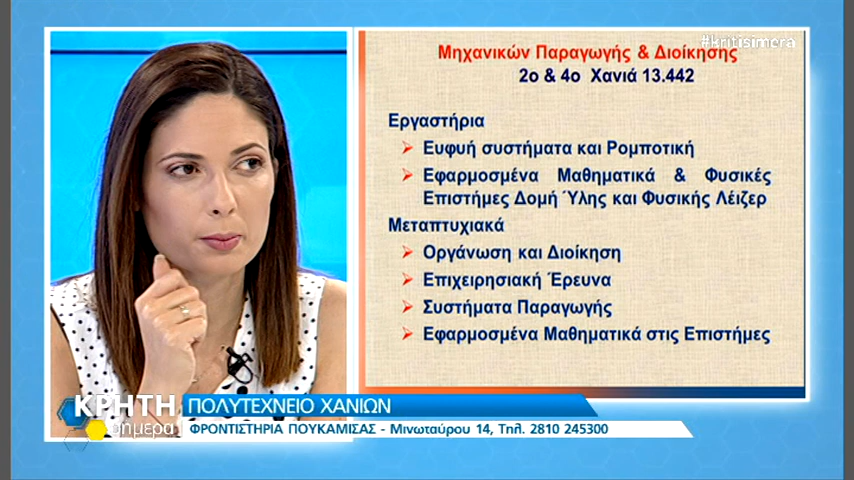 #kritisimera
Μηχανικών Παραγωγής & Διοίκησης
2ο & 4ο Χανιά 13.442
Εργαστήρια
Ευφυή συστήματα και Ρομποτική
Εφαρμοσμένα Μαθηματικά & Φυσικές
Επιστήμες Δομή Ύλης και Φυσικής Λέιζερ
Μεταπτυχιακά
Οργάνωση και Διοίκηση
Επιχειρησιακή Έρευνα
Συστήματα Παραγωγής
Εφαρμοσμένα Μαθηματικά στις Επιστήμες
ΚΡΗΤΗ
σήμερα
ΠΟΛΥΤΕΧΝΕΙΟ ΧΑΝΙΩΝ
ΦΡΟΝΤΙΣΤΗΡΙΑ ΠΟΥΚΑΜΙΣΑΣ - Μινωταύρου 14, Τηλ. 2810 245300